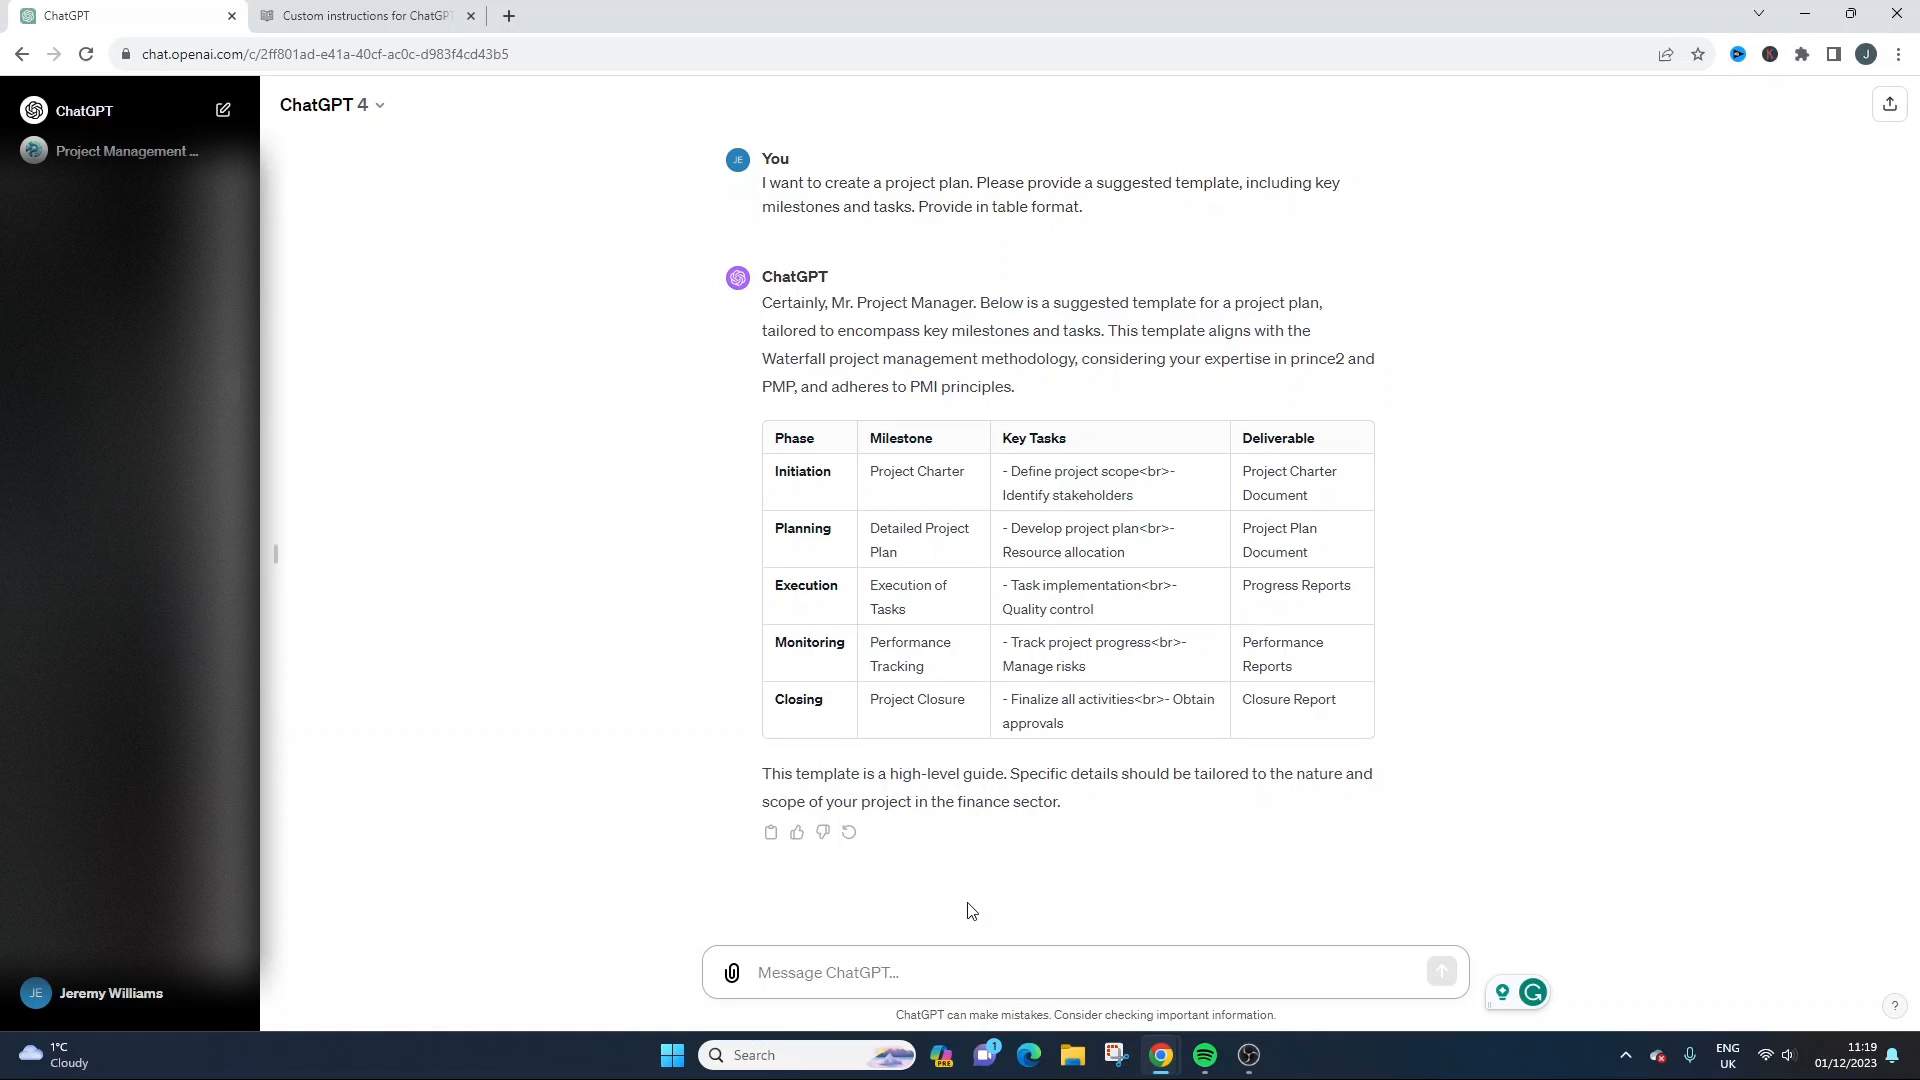 ChatGPT
Custom instructions for ChatGPT
chat.openai.com/c/2ff801ad-e41a-40cf-ac0c-d983f4cd43b5
J
K
ChatGPT
Project Management ...
ChatGPT 4
JE
You
I want to create a project plan. Please provide a suggested template, including key
milestones and tasks. Provide in table format.
ChatGPT
Certainly, Mr. Project Manager. Below is a suggested template for a project plan,
tailored to encompass key milestones and tasks. This template aligns with the
Waterfall project management methodology, considering your expertise in prince2 and
PMP, and adheres to PMI principles.
Phase Milestone Key Tasks Deliverable
Initiation Project Charter - Define project scope<br>- Project Charter
Identify stakeholders Document
Planning Detailed Project - Develop project plan<br>- Project Plan
Plan Resource allocation Document
Execution Execution of - Task implementation<br>- Progress Reports
Tasks Quality control
Monitoring Performance - Track project progress<br>- Performance
Tracking Manage risks Reports
Closing Project Closure - Finalize all activities<br>- Obtain Closure Report
approvals
This template is a high-level guide. Specific details should be tailored to the nature and
scope of your project in the finance sector.
Message ChatGPT...
JE Jeremy Williams
ChatGPT can make mistakes. Consider checking important information.
?
1°C
Cloudy
Search
PRE
1
ENG
UK
11:19
01/12/2023